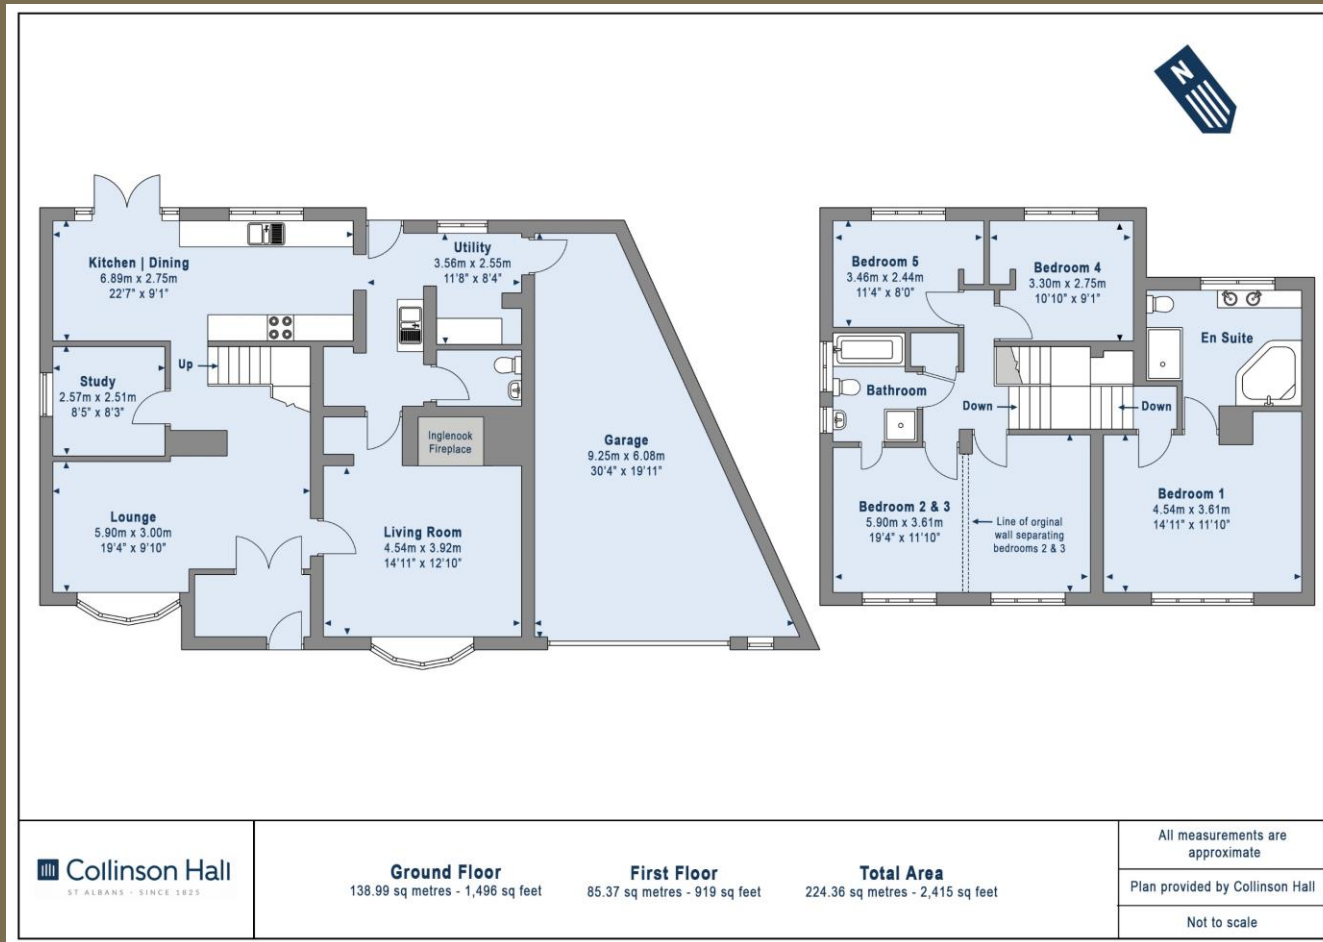 N
Kitchen | Dining
6.89m x 2.75m
22'7" x 9'1"
Utility
3.56m x 2.55m
11'8" x 8'4"
Study
2.57m x 2.51m
8'5" x 8'3"
Up
Inglenook
Fireplace
Garage
9.25m x 6.08m
30'4" x 19'11"
Lounge
5.90m x 3.00m
19'4" x 9'10"
Living Room
4.54m x 3.92m
14'11" x 12'10"
Bedroom 5
3.46m x 2.44m
11'4" x 8'0"
Bedroom 4
3.30m x 2.75m
10'10" x 9'1"
En Suite
Bathroom
Down
Down
Bedroom 2 & 3
5.90m x 3.61m
19'4" x 11'10"
Line of orginal
wall separating
bedrooms 2 & 3
Bedroom 1
4.54m x 3.61m
14'11" x 11'10"
Collinson Hall
ST ALBANS - SINCE 1825
Ground Floor
138.99 sq metres - 1,496 sq feet
First Floor
85.37 sq metres - 919 sq feet
Total Area
224.36 sq metres - 2,415 sq feet
All measurements are
approximate
Plan provided by Collinson Hall
Not to scale